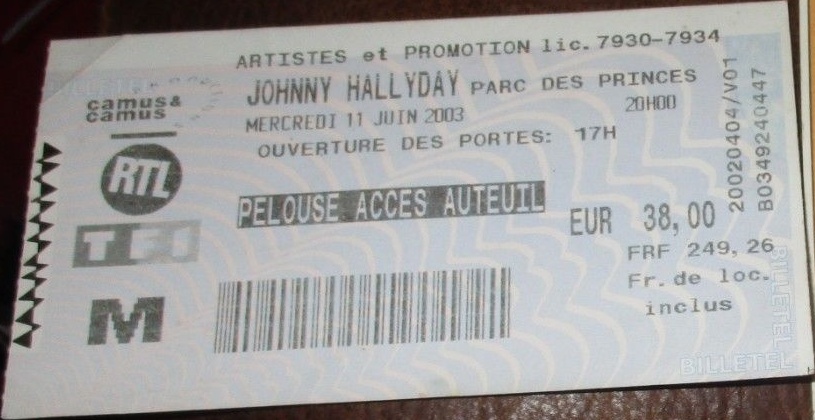 ARTISTES et PROMOTION lic. 7930-7934
JOHNNY HALLYDAY PARC DES PRINCES
MERCREDI 11 JUIN 2003 20H00
OUVERTURE DES PORTES: 17H
PELOUSE ACCES AUTEUIL
EUR 38,00
FRF 249,26
Fr. de loc.
inclus
camus&
camus
RTL
TF1
M
20020404/V01
B0349240447
BILLETEL
BILLETEL
BILLETEL